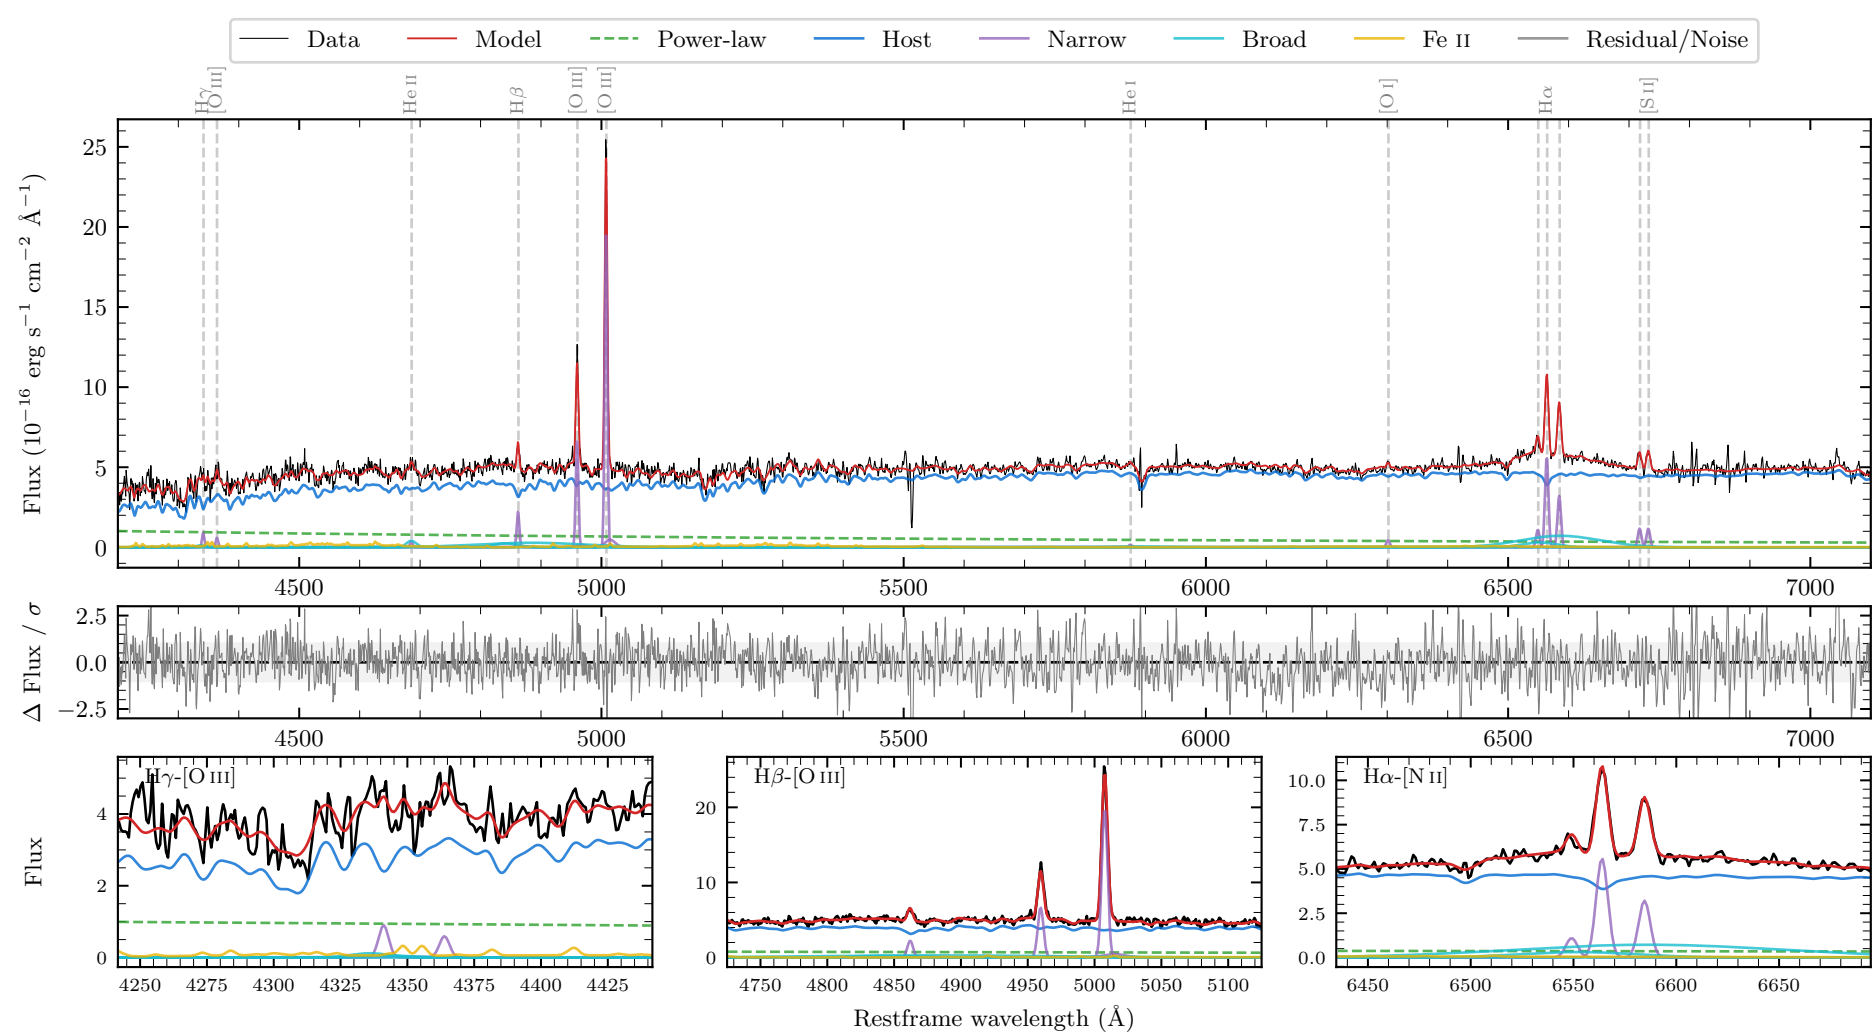 Data Model Power-law Host Narrow Broad Fe II Residual/Noise
Hγ [O III] He II Hβ [O III] [O III] He I [O I] Hα [S II]
Flux (10⁻¹⁶ erg s⁻¹ cm⁻² Å⁻¹)
25
20
15
10
5
0
4500 5000 5500 6000 6500 7000
Δ Flux / σ
2.5
0.0
−2.5
4500 5000 5500 6000 6500 7000
Flux
Hγ-[O III]
4
2
0
4250 4275 4300 4325 4350 4375 4400 4425
Hβ-[O III]
20
10
0
4750 4800 4850 4900 4950 5000 5050 5100
Hα-[N II]
10.0
7.5
5.0
2.5
0.0
6450 6500 6550 6600 6650
Restframe wavelength (Å)